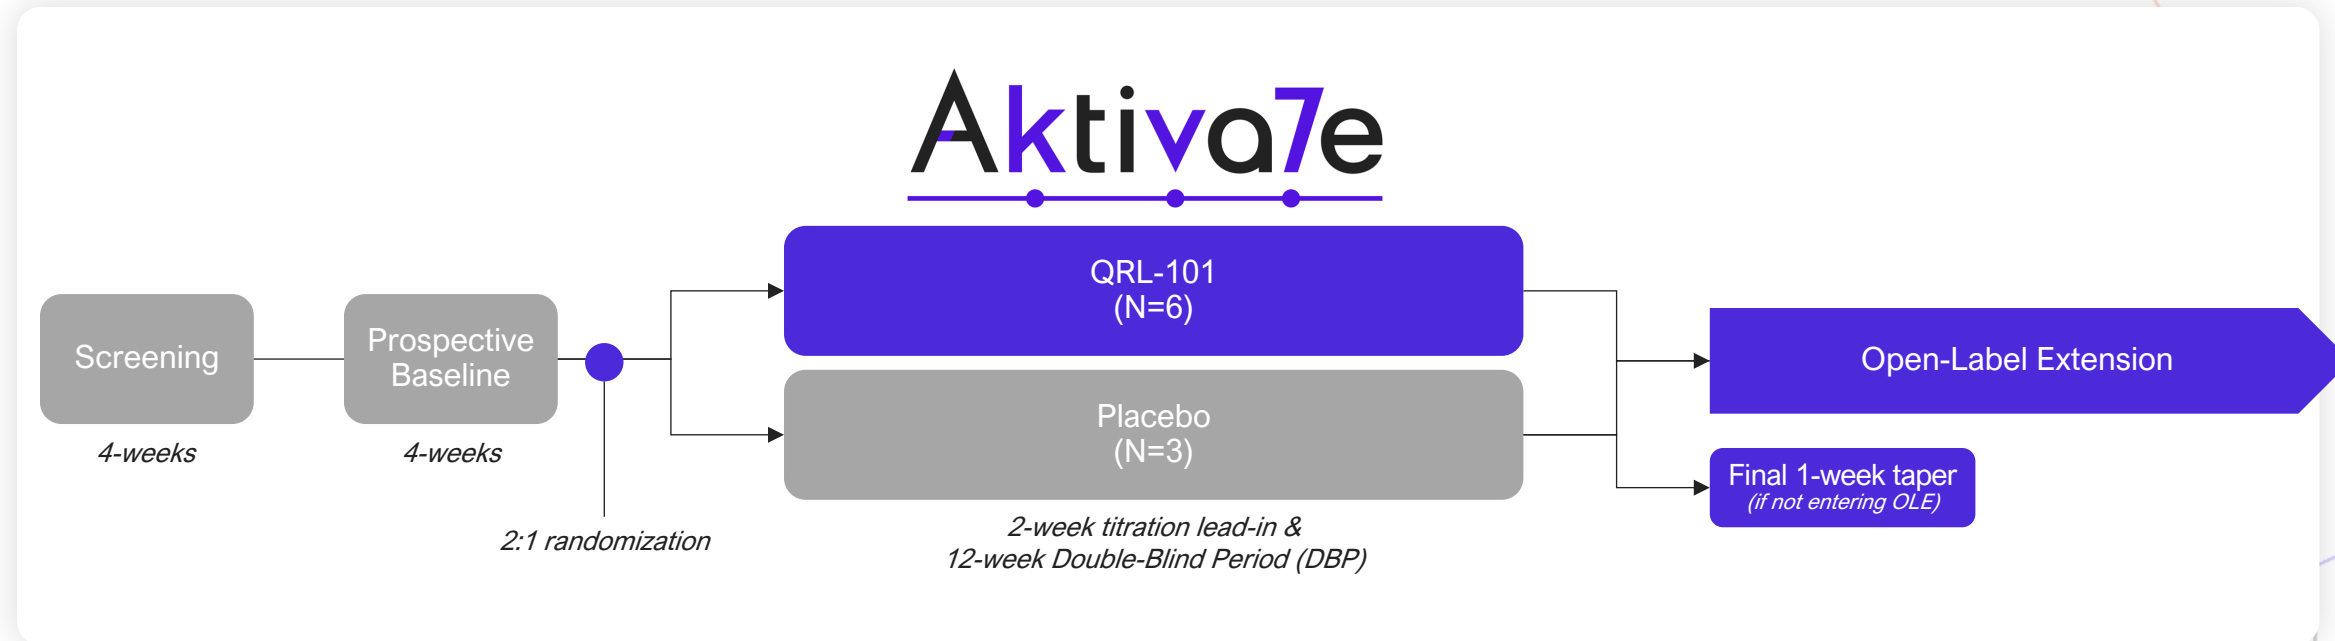 Aktiva7e
Screening
4-weeks
Prospective
Baseline
4-weeks
2:1 randomization
QRL-101
(N=6)
Placebo
(N=3)
2-week titration lead-in &
12-week Double-Blind Period (DBP)
Open-Label Extension
Final 1-week taper
(if not entering OLE)